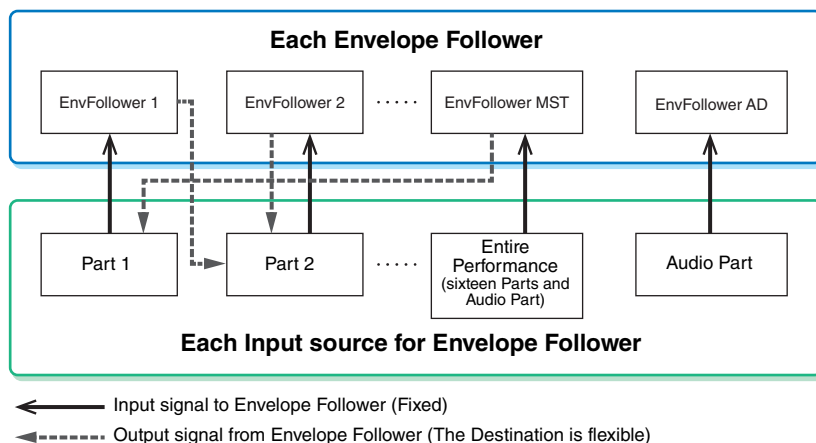 Each Envelope Follower
EnvFollower 1
EnvFollower 2
·····
EnvFollower MST
EnvFollower AD
Part 1
Part 2
·····
Entire
Performance
(sixteen Parts and
Audio Part)
Audio Part
Each Input source for Envelope Follower
Input signal to Envelope Follower (Fixed)
Output signal from Envelope Follower (The Destination is flexible)